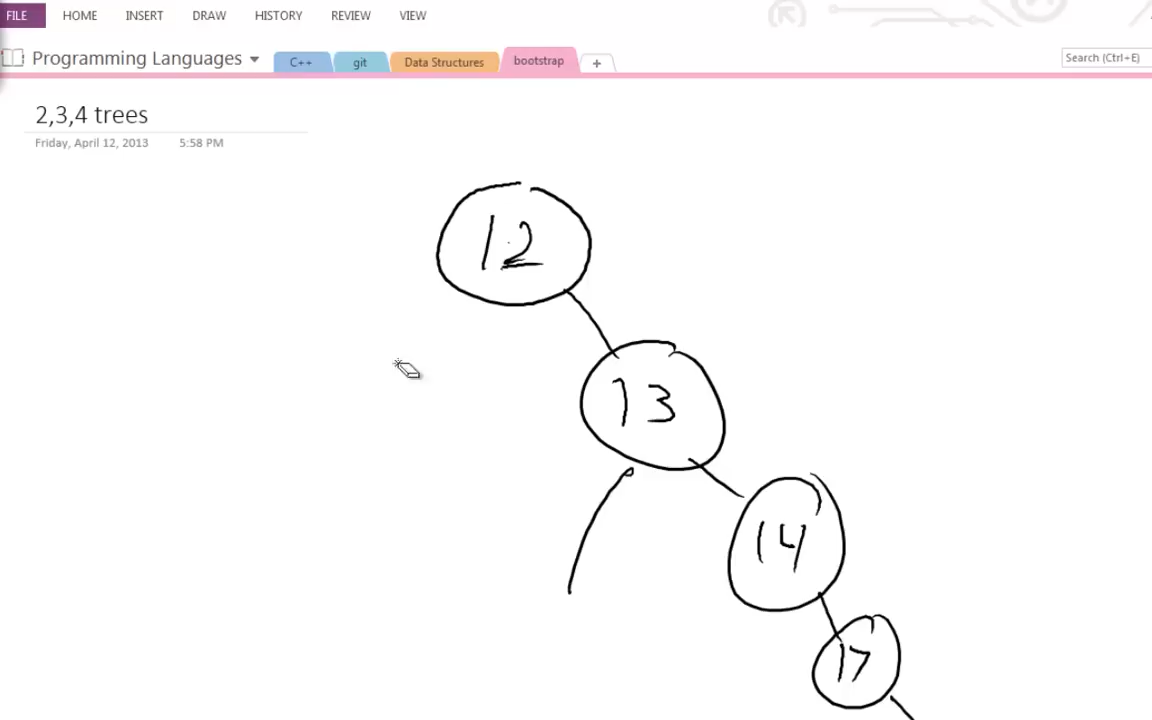 FILE HOME INSERT DRAW HISTORY REVIEW VIEW
Programming Languages C++ git Data Structures bootstrap + Search (Ctrl+E)
2,3,4 trees
Friday, April 12, 2013 5:58 PM
12
13
14
17